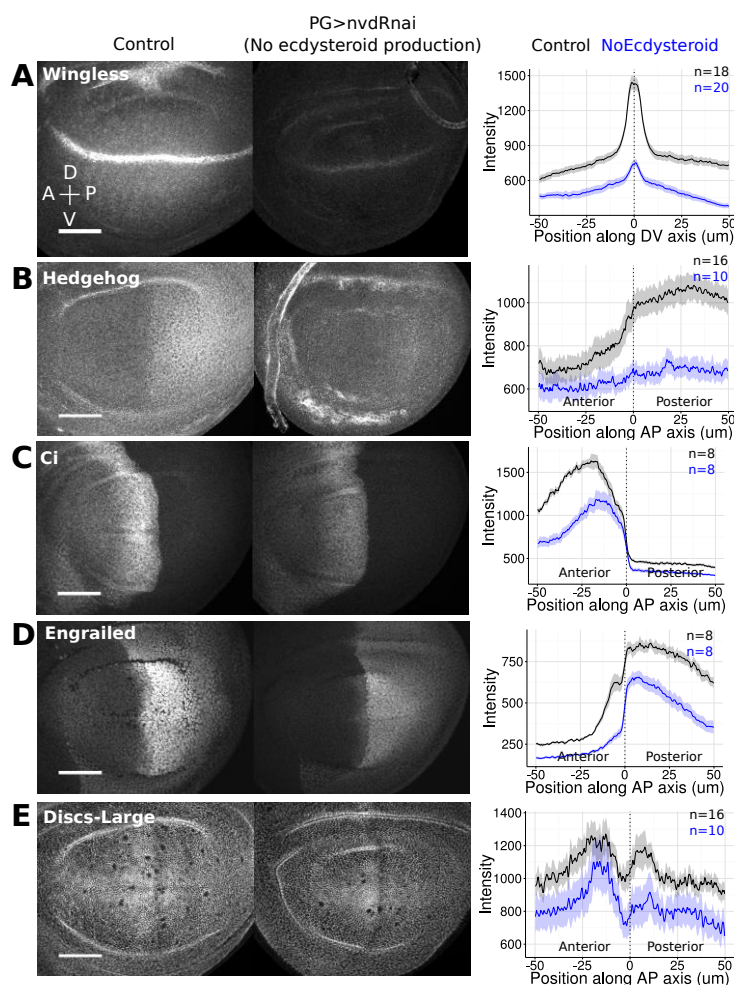 PG>nvdRnai
Control (No ecdysteroid production) Control NoEcdysteroid
A Wingless
D
A P
V
1500
1200
900
600
Intensity
n=18
n=20
-50 -25 0 25 50
Position along DV axis (um)
B Hedgehog
1000
800
600
Intensity
n=16
n=10
Anterior Posterior
-50 -25 0 25 50
Position along AP axis (um)
C Ci
1500
1000
500
Intensity
n=8
n=8
Anterior Posterior
-50 -25 0 25 50
Position along AP axis (um)
D Engrailed
750
500
250
Intensity
n=8
n=8
Anterior Posterior
-50 -25 0 25 50
Position along AP axis (um)
E Discs-Large
1400
1200
1000
800
600
Intensity
n=16
n=10
Anterior Posterior
-50 -25 0 25 50
Position along AP axis (um)